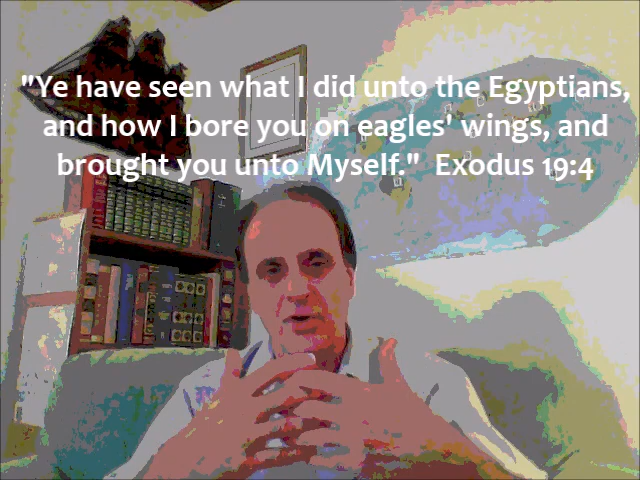 "Ye have seen what I did unto the Egyptians,
and how I bore you on eagles' wings, and
brought you unto Myself."  Exodus 19:4